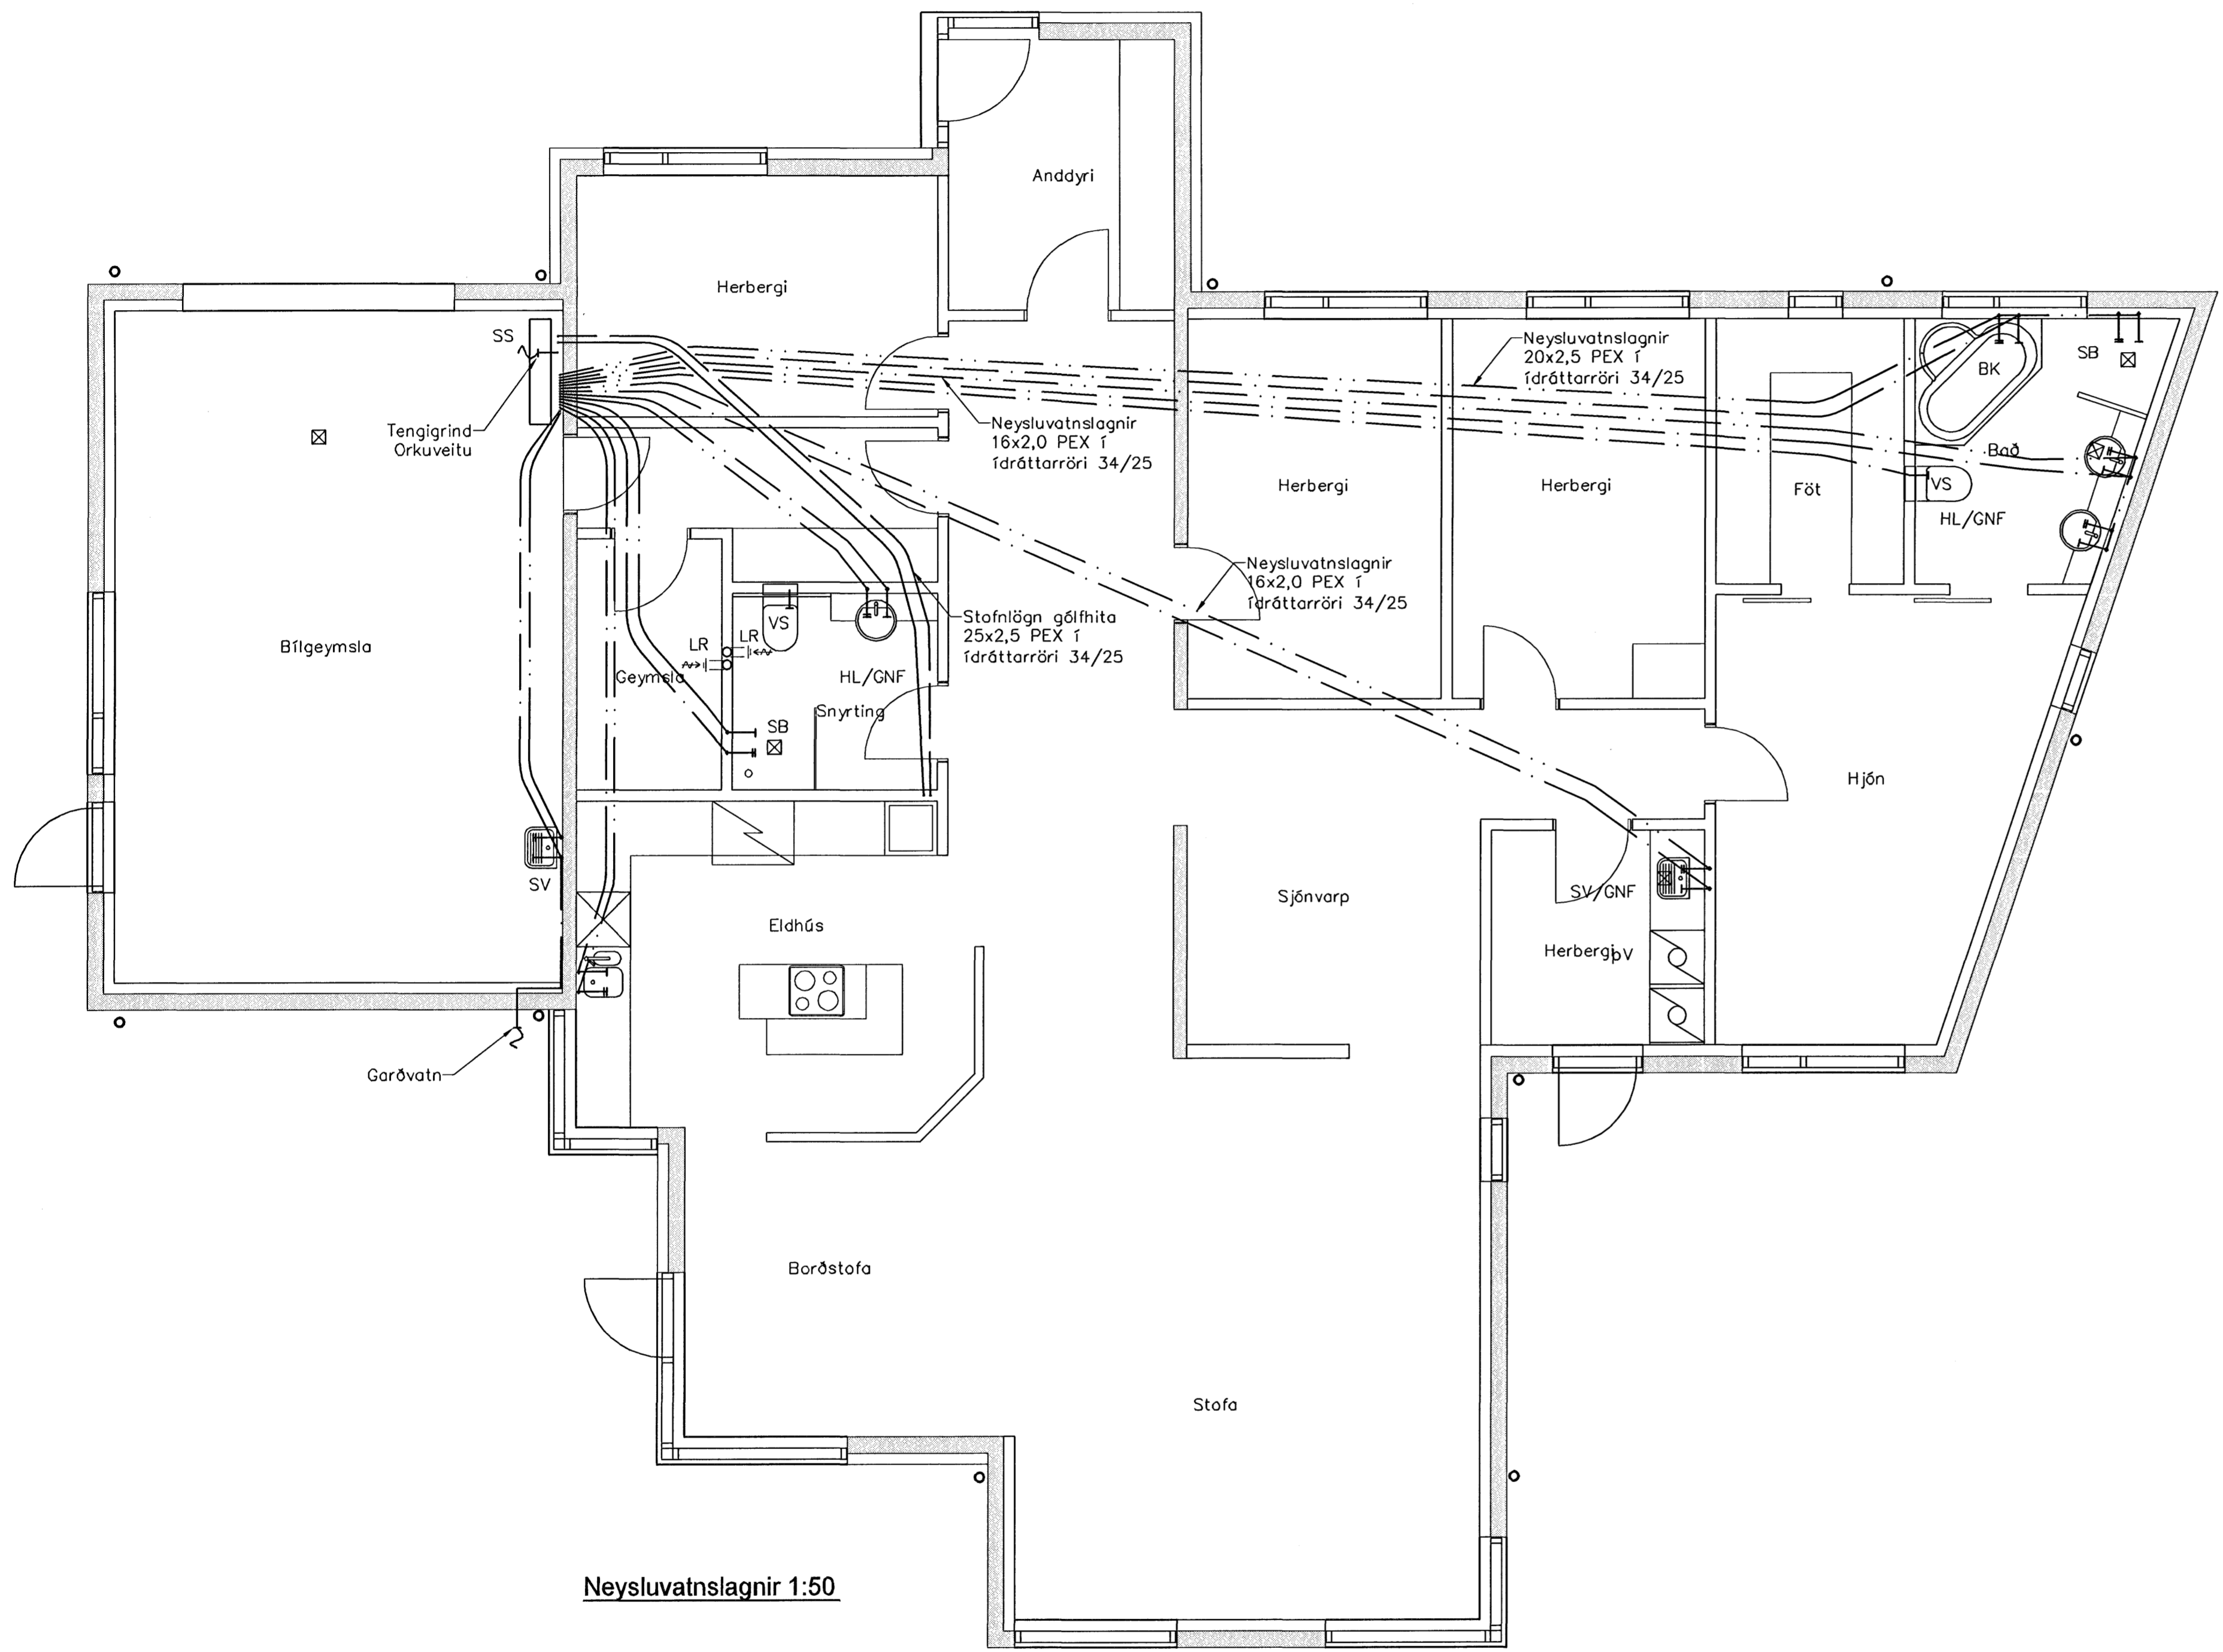 Anddyri
Herbergi
SS
Tengigrind
Orkuveitu
Neysluvatnslagnir
20x2,5 PEX í
ídráttarröri 34/25
BK
SB
Neysluvatnslagnir
16x2,0 PEX í
ídráttarröri 34/25
Bað
Herbergi
Herbergi
Föt
VS
HL/GNF
Neysluvatnslagnir
16x2,0 PEX í
ídráttarröri 34/25
Stofnlögn gólfhita
25x2,5 PEX í
ídráttarröri 34/25
Bílgeymsla
VS
LR
LR
Geymsla
HL/GNF
Snyrting
SB
Hjón
SV
SV/GNF
Sjónvarp
Eldhús
Herbergi
ÞV
Garðvatn
Borðstofa
Stofa
Neysluvatnslagnir 1:50